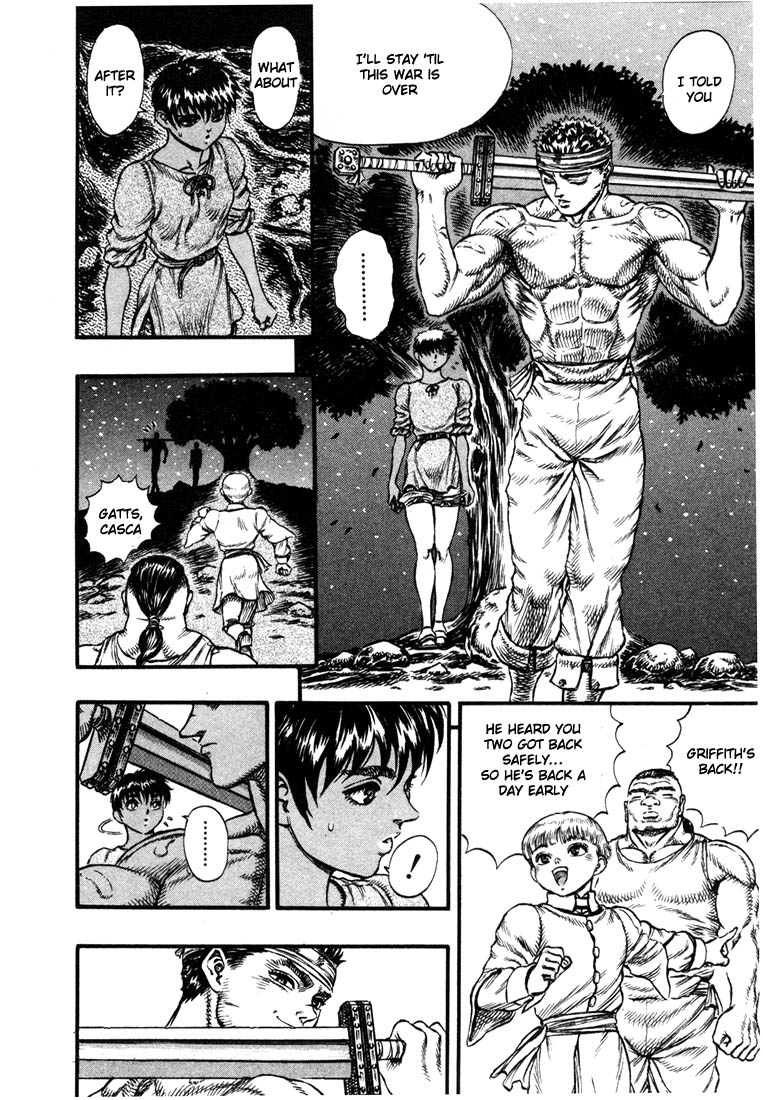 I TOLD
YOU
I'LL STAY 'TIL
THIS WAR IS
OVER
.........
WHAT
ABOUT
AFTER
IT?
GATTS,
CASCA
GRIFFITH'S
BACK!!
HE HEARD YOU
TWO GOT BACK
SAFELY...
SO HE'S BACK A
DAY EARLY
!
........